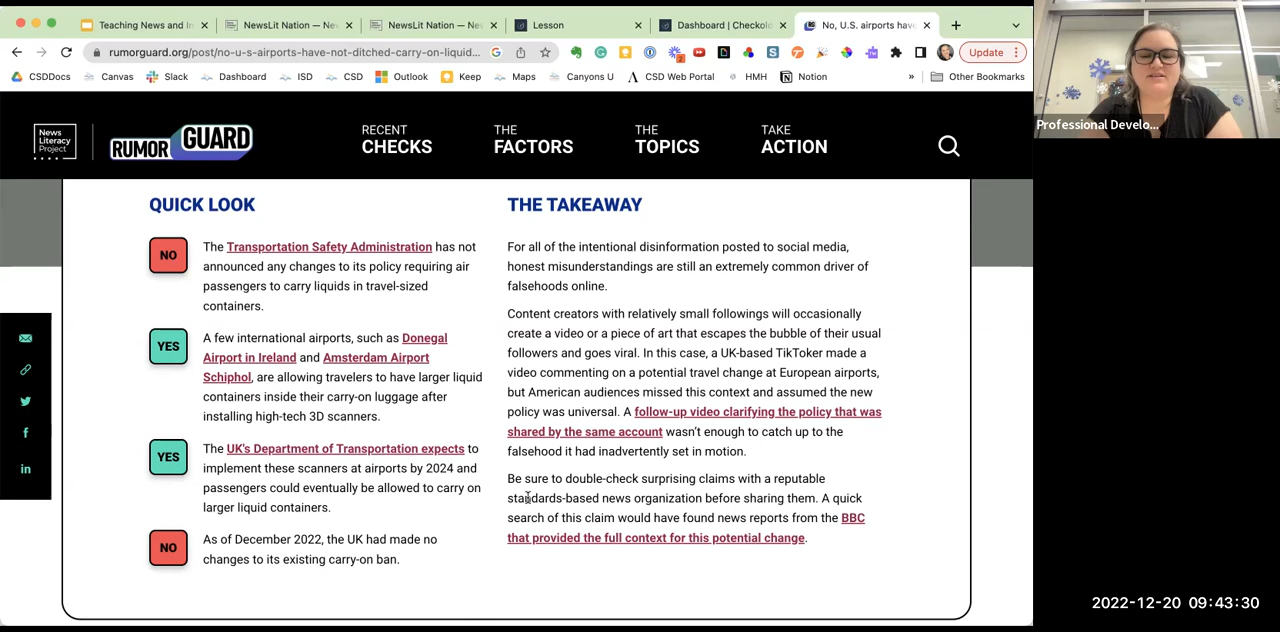 Teaching News and In
NewsLit Nation — New
NewsLit Nation — New
Lesson
Dashboard | Checkolo
No, U.S. airports have
rumorguard.org/post/no-u-s-airports-have-not-ditched-carry-on-liquid...
Update
CSDDocs
Canvas
Slack
Dashboard
ISD
CSD
Outlook
Keep
Maps
Canyons U
CSD Web Portal
HMH
Notion
»
Other Bookmarks
Professional Develo...
News
Literacy
Project
RUMOR GUARD
RECENT
CHECKS
THE
FACTORS
THE
TOPICS
TAKE
ACTION
QUICK LOOK
NO
The Transportation Safety Administration has not
announced any changes to its policy requiring air
passengers to carry liquids in travel-sized
containers.
YES
A few international airports, such as Donegal
Airport in Ireland and Amsterdam Airport
Schiphol, are allowing travelers to have larger liquid
containers inside their carry-on luggage after
installing high-tech 3D scanners.
YES
The UK's Department of Transportation expects to
implement these scanners at airports by 2024 and
passengers could eventually be allowed to carry on
larger liquid containers.
NO
As of December 2022, the UK had made no
changes to its existing carry-on ban.
THE TAKEAWAY
For all of the intentional disinformation posted to social media,
honest misunderstandings are still an extremely common driver of
falsehoods online.
Content creators with relatively small followings will occasionally
create a video or a piece of art that escapes the bubble of their usual
followers and goes viral. In this case, a UK-based TikToker made a
video commenting on a potential travel change at European airports,
but American audiences missed this context and assumed the new
policy was universal. A follow-up video clarifying the policy that was
shared by the same account wasn't enough to catch up to the
falsehood it had inadvertently set in motion.
Be sure to double-check surprising claims with a reputable
standards-based news organization before sharing them. A quick
search of this claim would have found news reports from the BBC
that provided the full context for this potential change.
2022-12-20 09:43:30